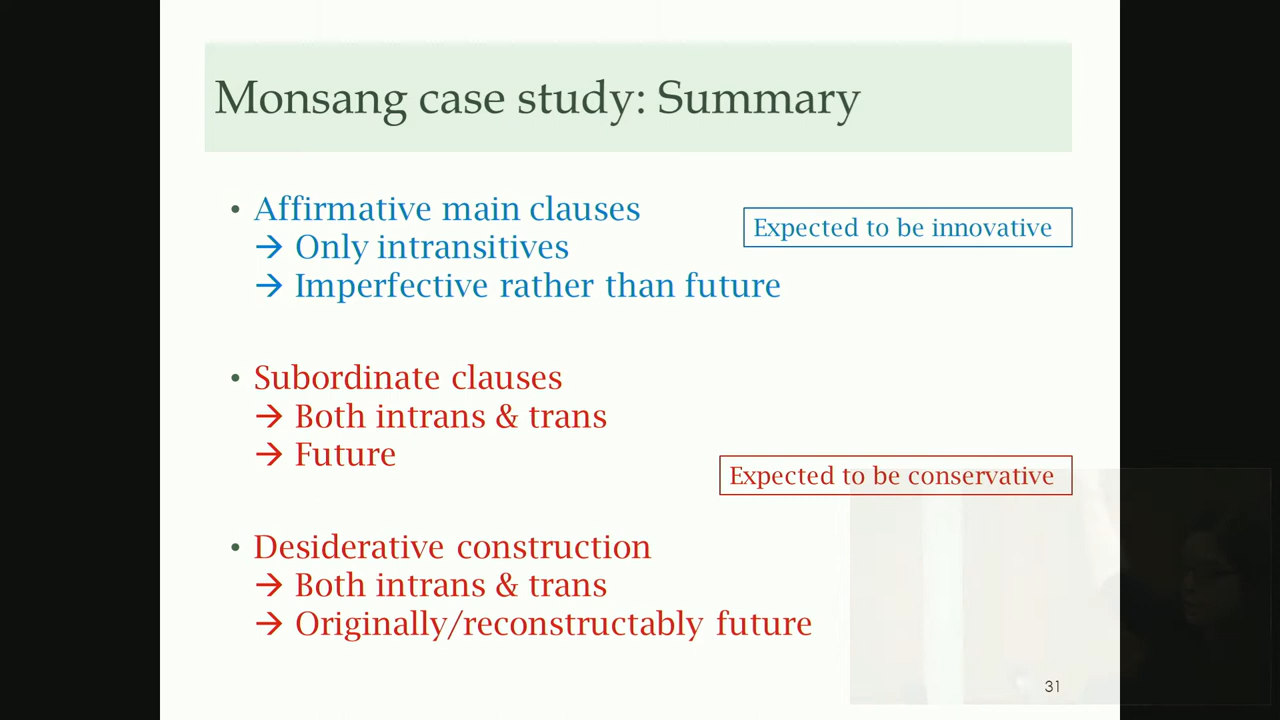 Monsang case study: Summary
• Affirmative main clauses
→ Only intransitives
→ Imperfective rather than future
Expected to be innovative
• Subordinate clauses
→ Both intrans & trans
→ Future
Expected to be conservative
• Desiderative construction
→ Both intrans & trans
→ Originally/reconstructably future
31